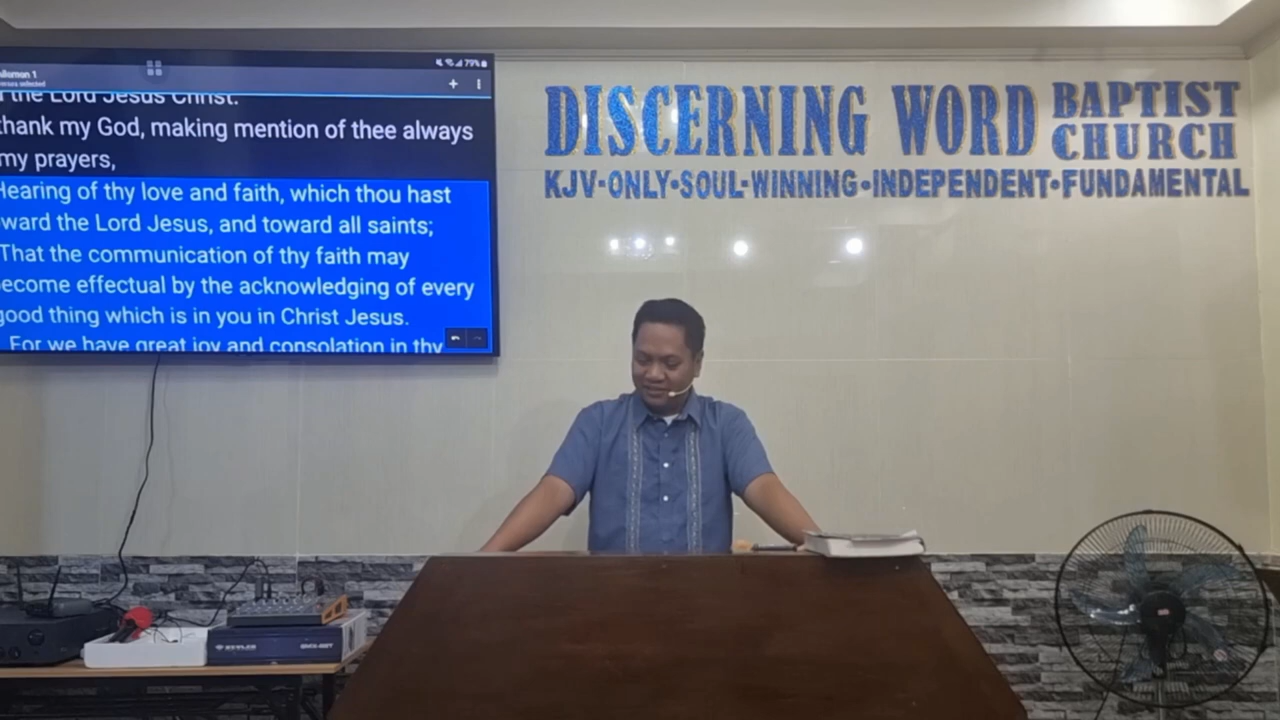 79%
the Lord Jesus Christ.
thank my God, making mention of thee always
my prayers,
Hearing of thy love and faith, which thou hast
ward the Lord Jesus, and toward all saints;
That the communication of thy faith may
ecome effectual by the acknowledging of every
good thing which is in you in Christ Jesus.
For we have great joy and consolation in thy
DISCERNING WORD BAPTIST
CHURCH
KJV-ONLY•SOUL-WINNING•INDEPENDENT•FUNDAMENTAL